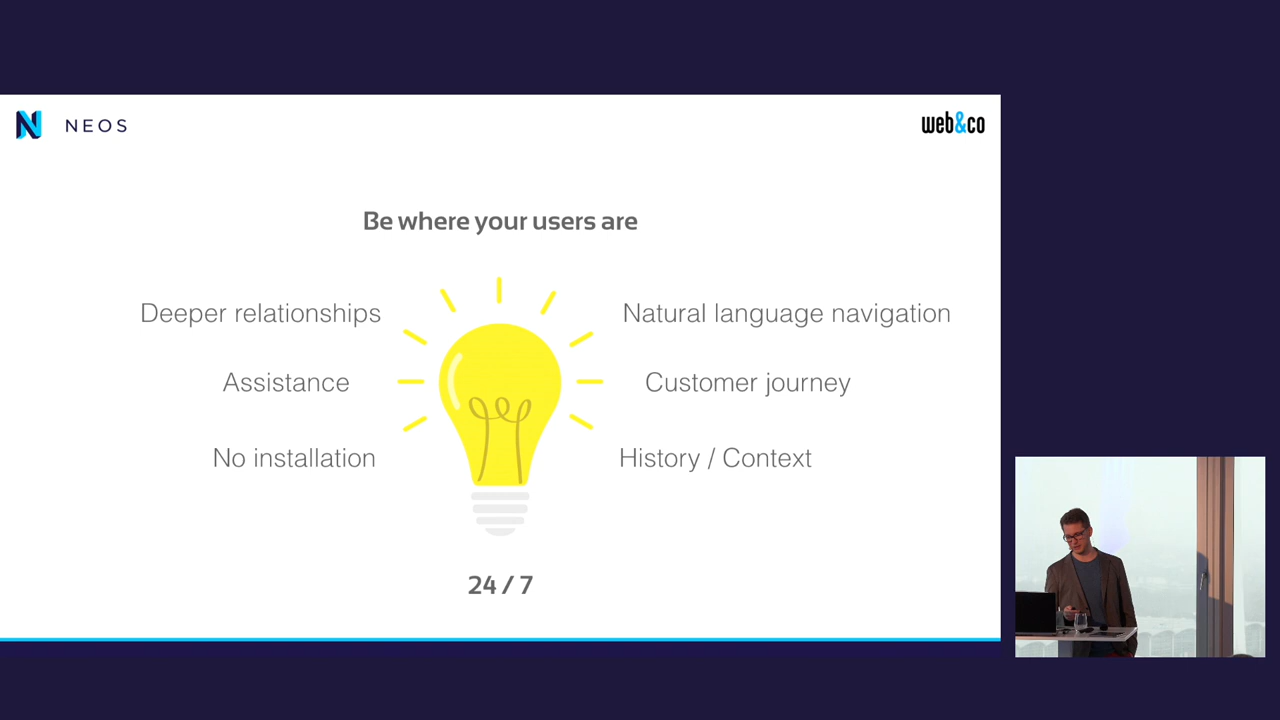 NEOS
web&co
Be where your users are
Deeper relationships
Natural language navigation
Assistance
Customer journey
No installation
History / Context
24 / 7